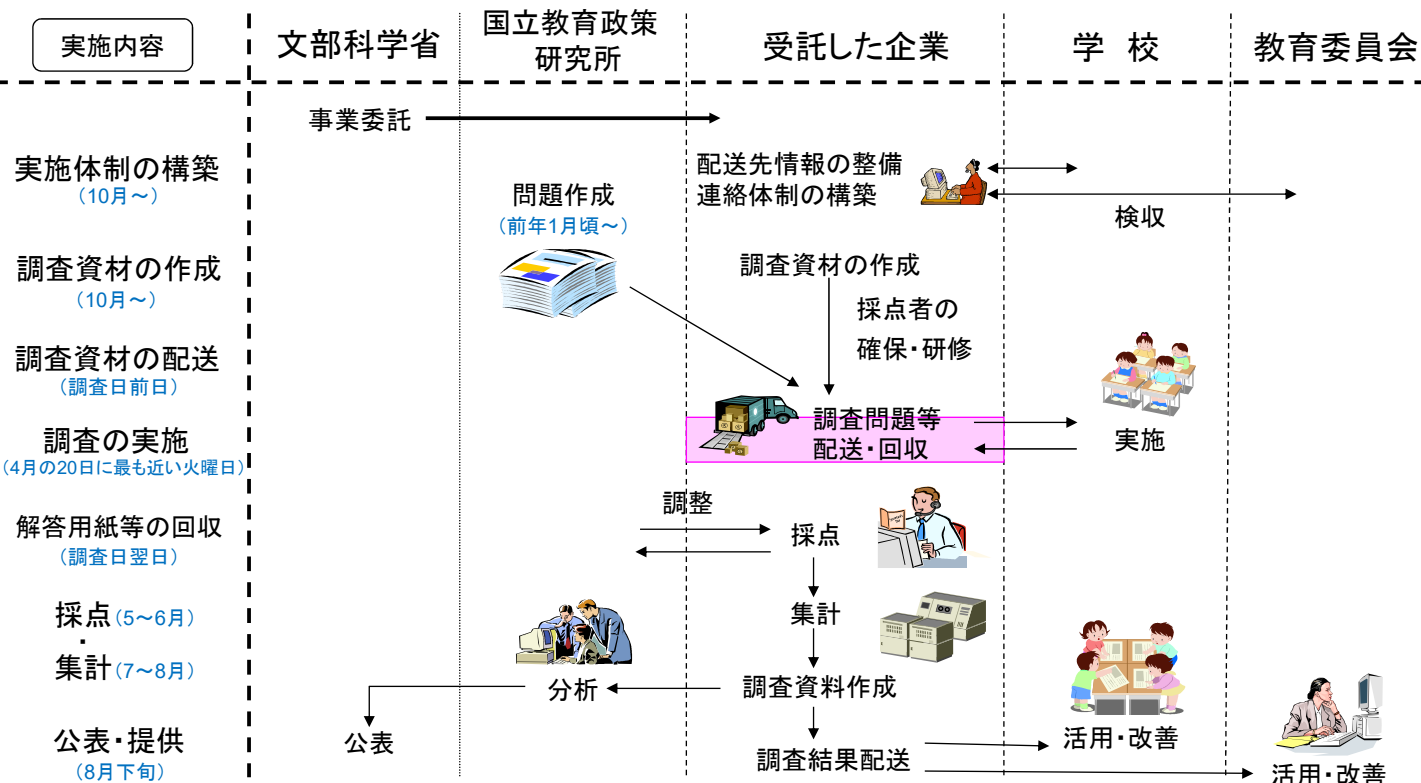 実施内容
文部科学省
国立教育政策
研究所
受託した企業
学 校
教育委員会
事業委託
実施体制の構築
（10月～）
配送先情報の整備
連絡体制の構築
検収
問題作成
（前年1月頃～）
調査資材の作成
（10月～）
調査資材の作成
採点者の
確保・研修
調査資材の配送
（調査日前日）
調査の実施
（4月の20日に最も近い火曜日）
調査問題等
配送・回収
実施
解答用紙等の回収
（調査日翌日）
調整
採点
採点（5～6月）
・
集計（7～8月）
集計
分析
調査資料作成
公表・提供
（8月下旬）
公表
調査結果配送
活用・改善
活用・改善